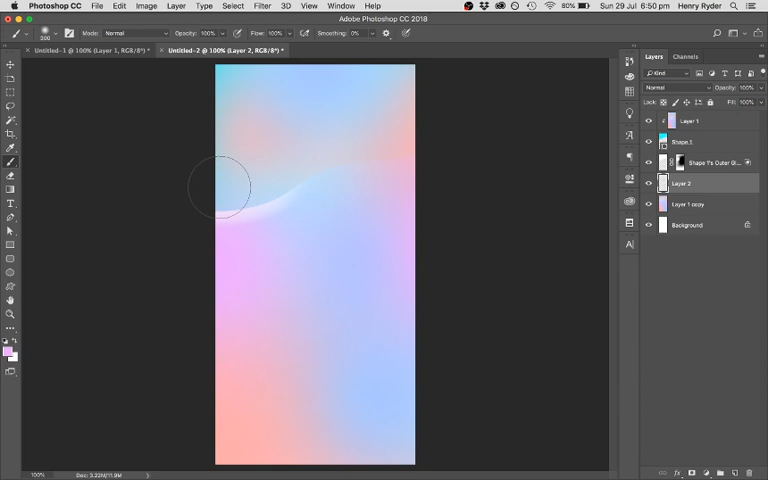 Photoshop CC File Edit Image Layer Type Select Filter 3D View Window Help 80% Sun 29 Jul 6:50 pm Henry Ryder
Adobe Photoshop CC 2018
300 Mode: Normal Opacity: 100% Flow: 100% Smoothing: 0%
× Untitled-1 @ 100% (Layer 1, RGB/8*) * × Untitled-2 @ 100% (Layer 2, RGB/8*) *
Layers Channels
Kind
Normal Opacity: 100%
Lock: Fill: 100%
Layer 1
Shape 1
Shape 1's Outer Gl...
Layer 2
Layer 1 copy
Background
100% Doc: 3.22M/11.9M